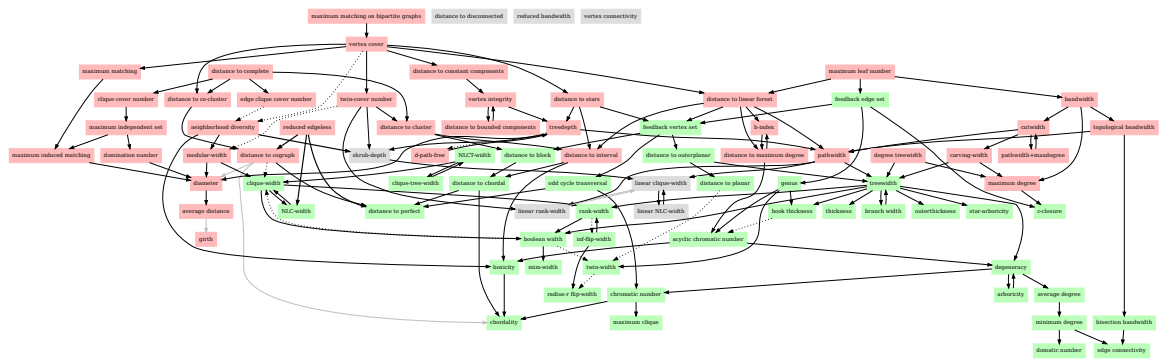 maximum matching on bipartite graphs
distance to disconnected
reduced bandwidth
vertex connectivity
vertex cover
maximum matching
distance to complete
distance to constant components
maximum leaf number
clique cover number
distance to co-cluster
edge clique cover number
twin-cover number
vertex integrity
distance to stars
distance to linear forest
feedback edge set
bandwidth
maximum independent set
neighborhood diversity
reduced edgeless
distance to cluster
distance to bounded components
treedepth
feedback vertex set
h-index
cutwidth
topological bandwidth
maximum induced matching
domination number
modular-width
distance to cograph
shrub-depth
d-path-free
NLCT-width
distance to block
distance to interval
distance to outerplanar
distance to maximum degree
pathwidth
degree treewidth
carving-width
pathwidth+maxdegree
diameter
clique-width
clique-tree-width
distance to chordal
odd cycle transversal
linear clique-width
distance to planar
genus
treewidth
maximum degree
average distance
NLC-width
distance to perfect
linear rank-width
rank-width
linear NLC-width
book thickness
thickness
branch width
outerthickness
star-arboricity
c-closure
girth
boolean width
inf-flip-width
acyclic chromatic number
boxicity
mim-width
twin-width
degeneracy
radius-r flip-width
chromatic number
arboricity
average degree
chordality
maximum clique
minimum degree
bisection bandwidth
domatic number
edge connectivity